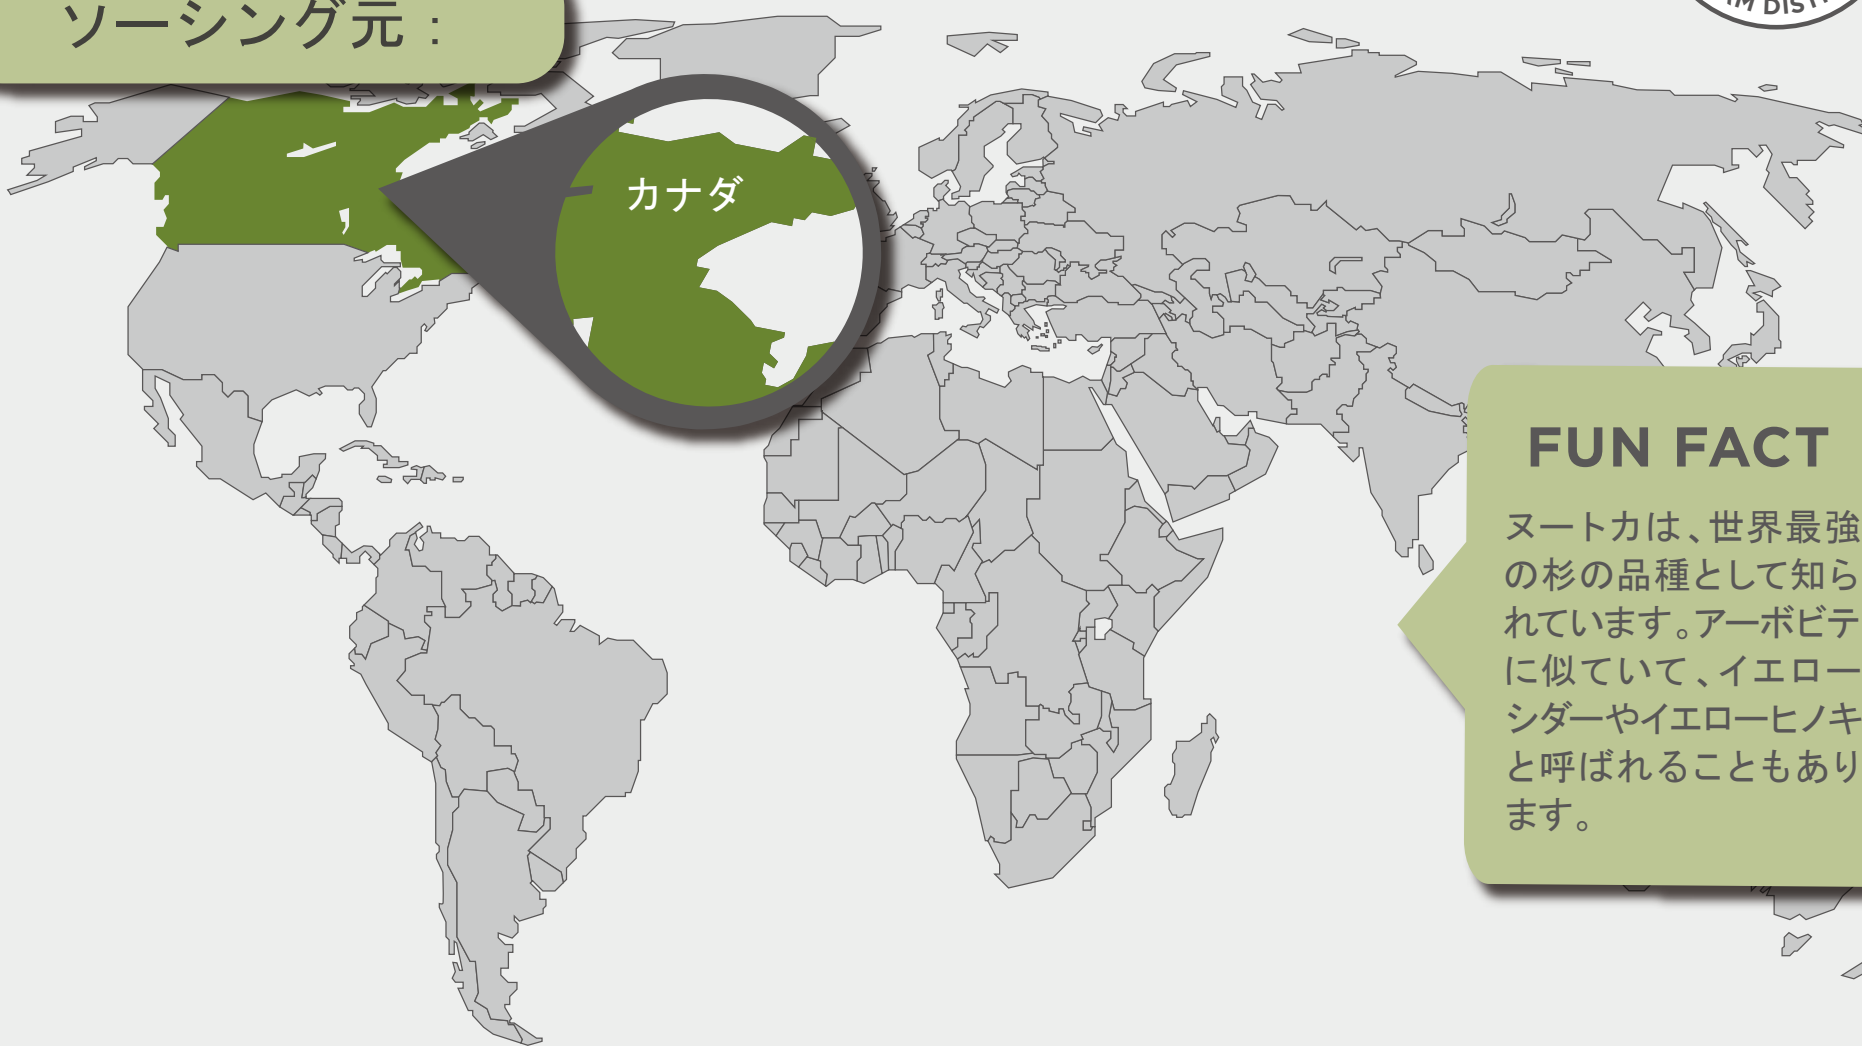 ソーシング元：
カナダ
FUN FACT
ヌートカは、世界最強
の杉の品種として知ら
れています。アーボビテ
に似ていて、イエロー
シダーやイエローヒノキ
と呼ばれることもあり
ます。